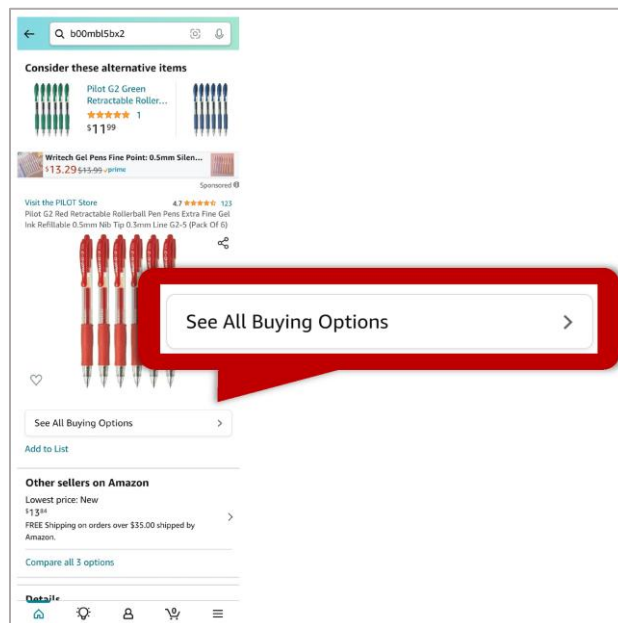 b00mbl5bx2
Consider these alternative items
Pilot G2 Green
Retractable Roller...
1
$11⁹⁹
Writech Gel Pens Fine Point: 0.5mm Silen...
$13.29 $13.99 ✓prime
Sponsored
Visit the PILOT Store
4.7 123
Pilot G2 Red Retractable Rollerball Pen Pens Extra Fine Gel
Ink Refillable 0.5mm Nib Tip 0.3mm Line G2-5 (Pack Of 6)
See All Buying Options
See All Buying Options
Add to List
Other sellers on Amazon
Lowest price: New
$13⁸⁴
FREE Shipping on orders over $35.00 shipped by
Amazon.
Compare all 3 options
Details
0